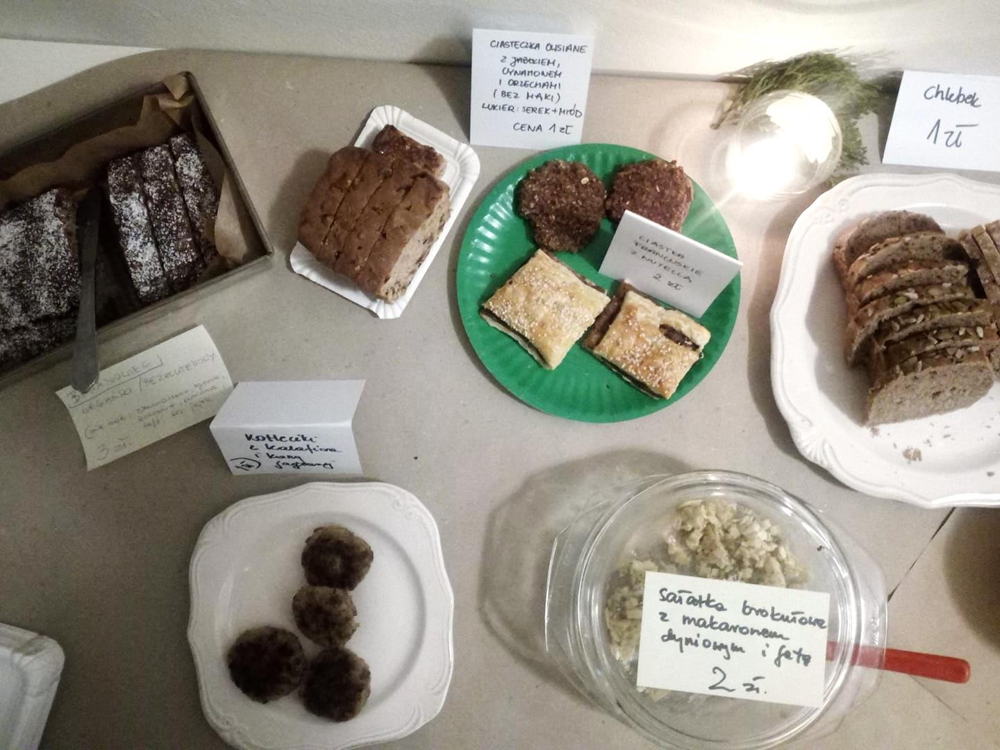 CIASTECZKA OWSIANE
Z JABŁKIEM,
CYNAMONEM
I ORZECHAMI
(BEZ MĄKI)
LUKIER: SEREK+MIÓD
CENA 1 ZŁ
Chlebek
1 zł
CIASTKA
FRANCUSKIE
Z NUTELLĄ
2 zł
WEGAŃSKI / BEZGLUTENOWY
3 zł.
Kotleciki
z kalafiora
i kaszy
jaglanej
Sałatka brokułowa
z makaronem
dyniowym i fetą
2 zł.